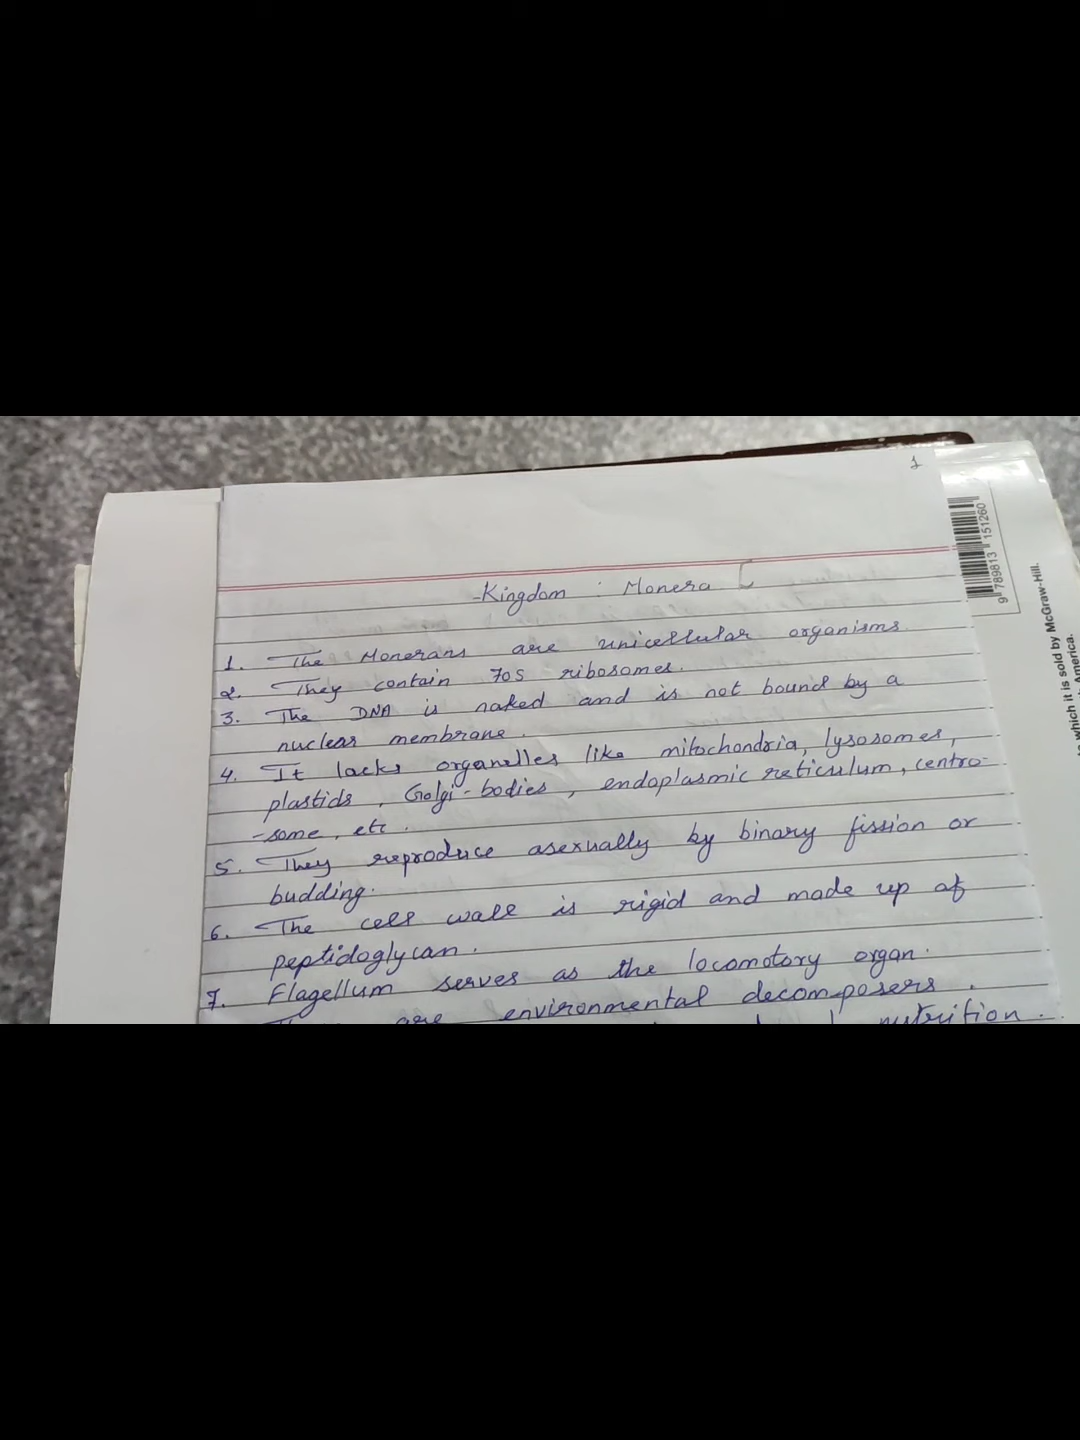 1
Kingdom : Monera
1. The Monerans are unicellular organisms.
2. They contain 70S ribosomes.
3. The DNA is naked and is not bound by a
nuclear membrane.
4. It lacks organelles like mitochondria, lysosomes,
plastids, Golgi-bodies, endoplasmic reticulum, centro-
-some, etc.
5. They reproduce asexually by binary fission or
budding.
6. The cell wall is rigid and made up of
peptidoglycan.
7. Flagellum serves as the locomotory organ.
are environmental decomposers.
nutrition.
9 789813 151260
which it is sold by McGraw-Hill.
America.